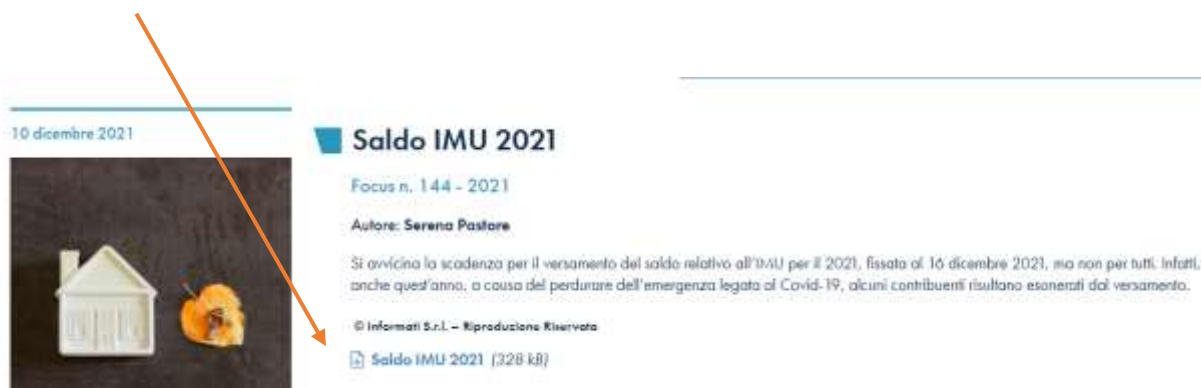 10 dicembre 2021
Saldo IMU 2021
Focus n. 144 - 2021
Autore: Serena Pastore
Si avvicina la scadenza per il versamento del saldo relativo all'IMU per il 2021, fissata al 16 dicembre 2021, ma non per tutti. Infatti,
anche quest'anno, a causa del perdurare dell'emergenza legata al Covid-19, alcuni contribuenti risultano esonerati dal versamento.
© Informati S.r.l. – Riproduzione Riservata
Saldo IMU 2021 (328 kB)